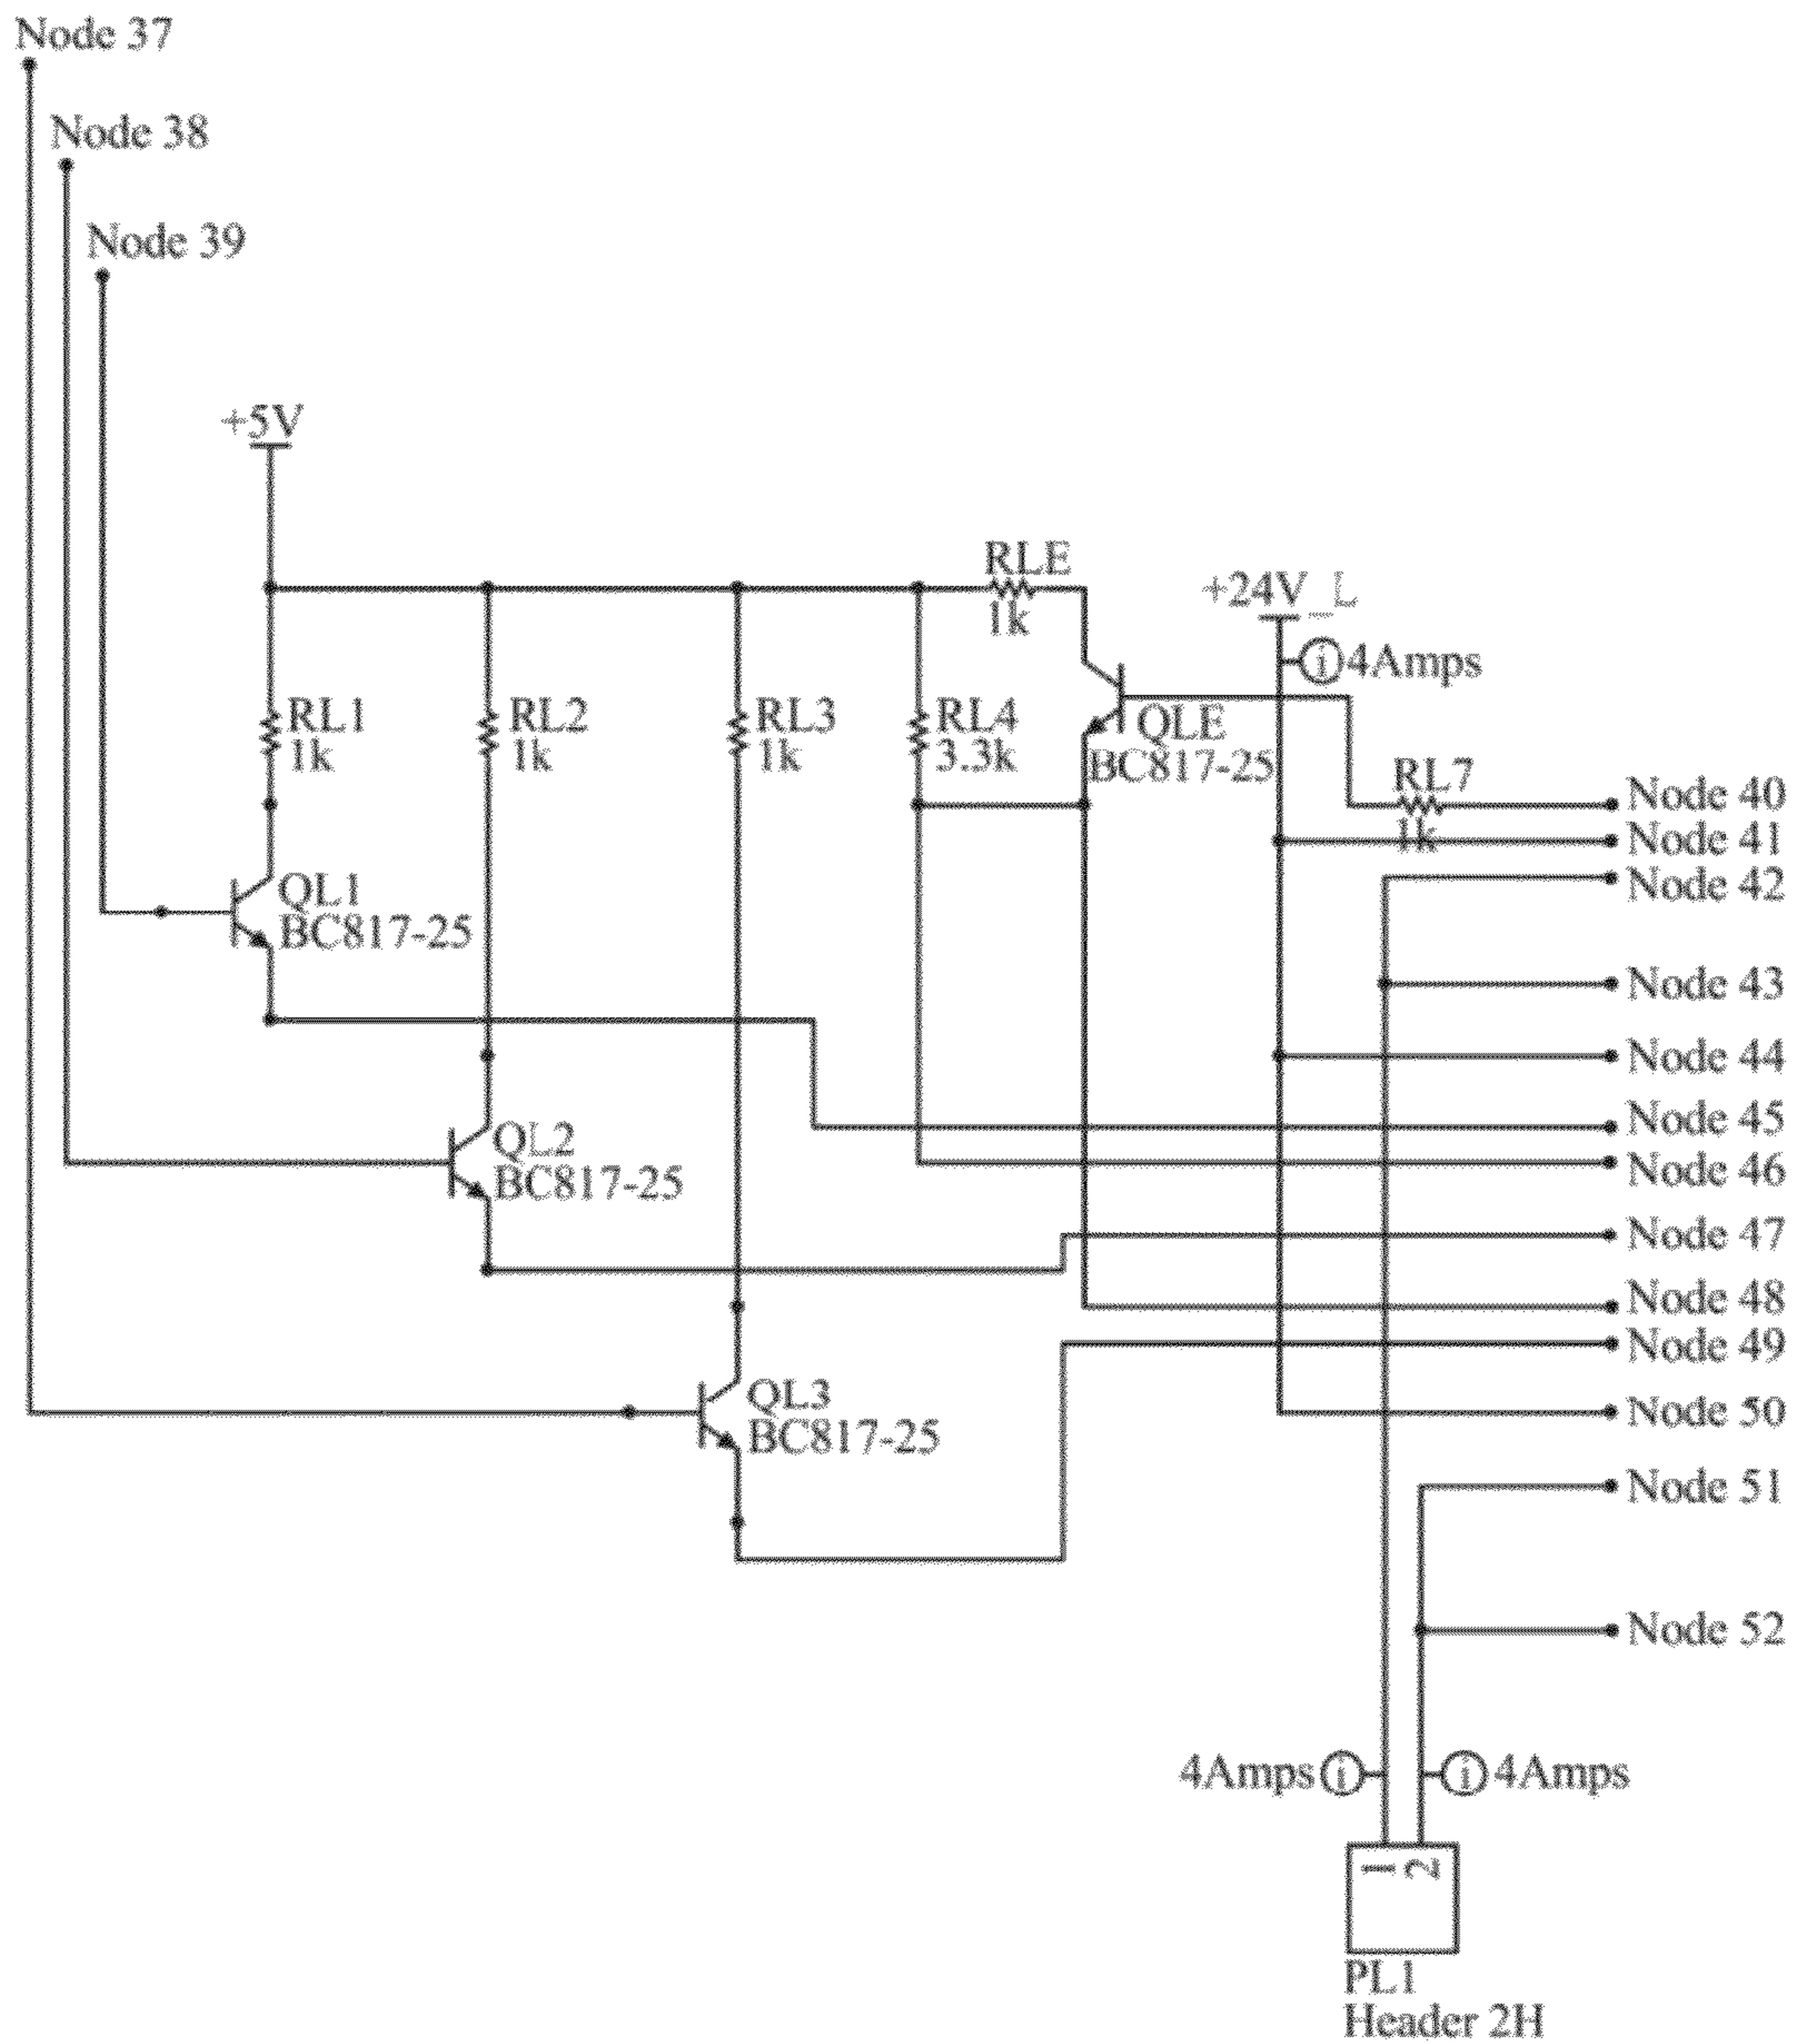 Node 37
Node 38
Node 39
+5V
RLE
1k
+24V_L
i 4Amps
RL1
1k
RL2
1k
RL3
1k
RL4
3.3k
QLE
BC817-25
RL7
1k
Node 40
Node 41
Node 42
QL1
BC817-25
Node 43
Node 44
Node 45
QL2
BC817-25
Node 46
Node 47
Node 48
Node 49
QL3
BC817-25
Node 50
Node 51
Node 52
4Amps i
i 4Amps
1 2
PL1
Header 2H